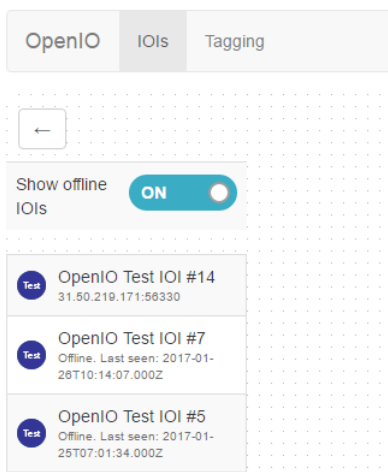 OpenIO IOIs Tagging
←
Show offline
IOIs
ON
Test OpenIO Test IOI #14
31.50.219.171:56330
Test OpenIO Test IOI #7
Offline. Last seen: 2017-01-
26T10:14:07.000Z
Test OpenIO Test IOI #5
Offline. Last seen: 2017-01-
25T07:01:34.000Z